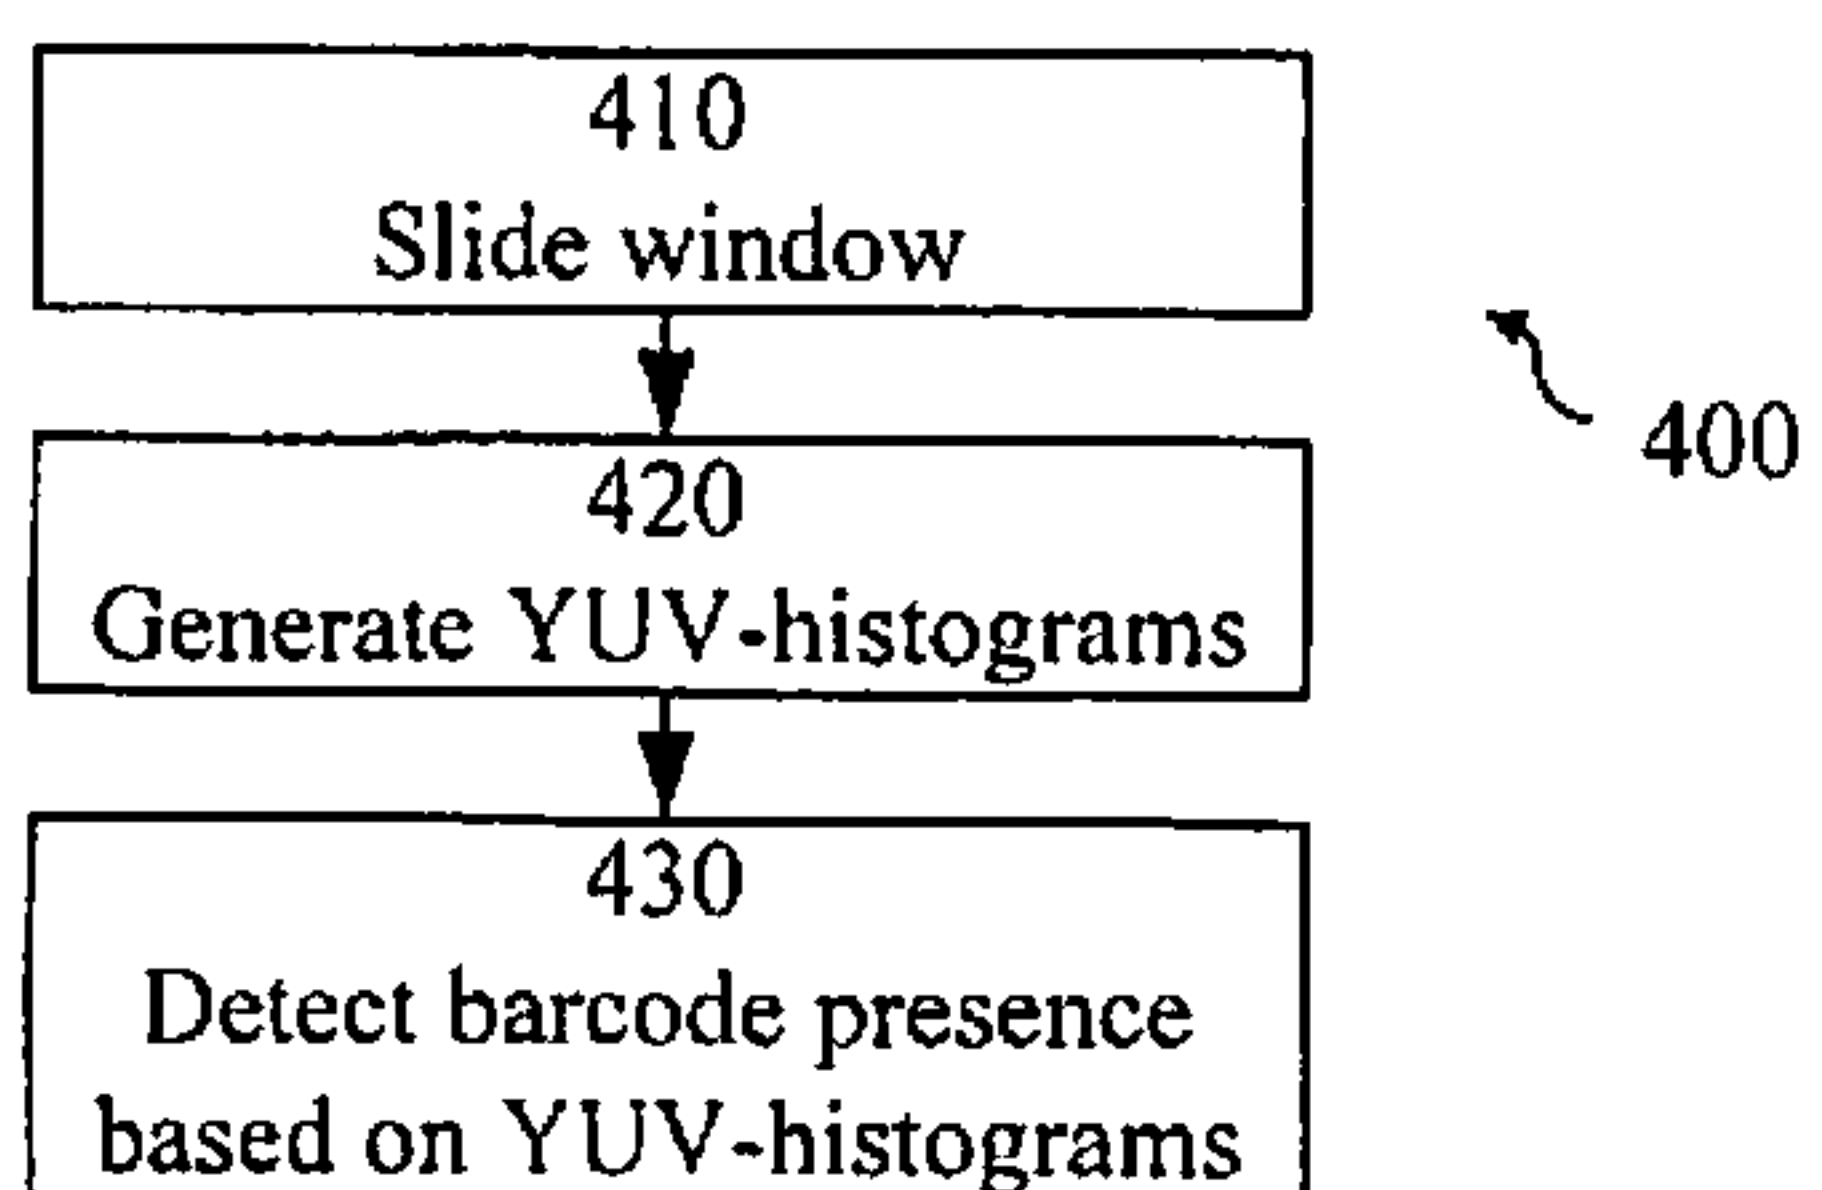 410
Slide window
400
420
Generate YUV-histograms
430
Detect barcode presence
based on YUV-histograms